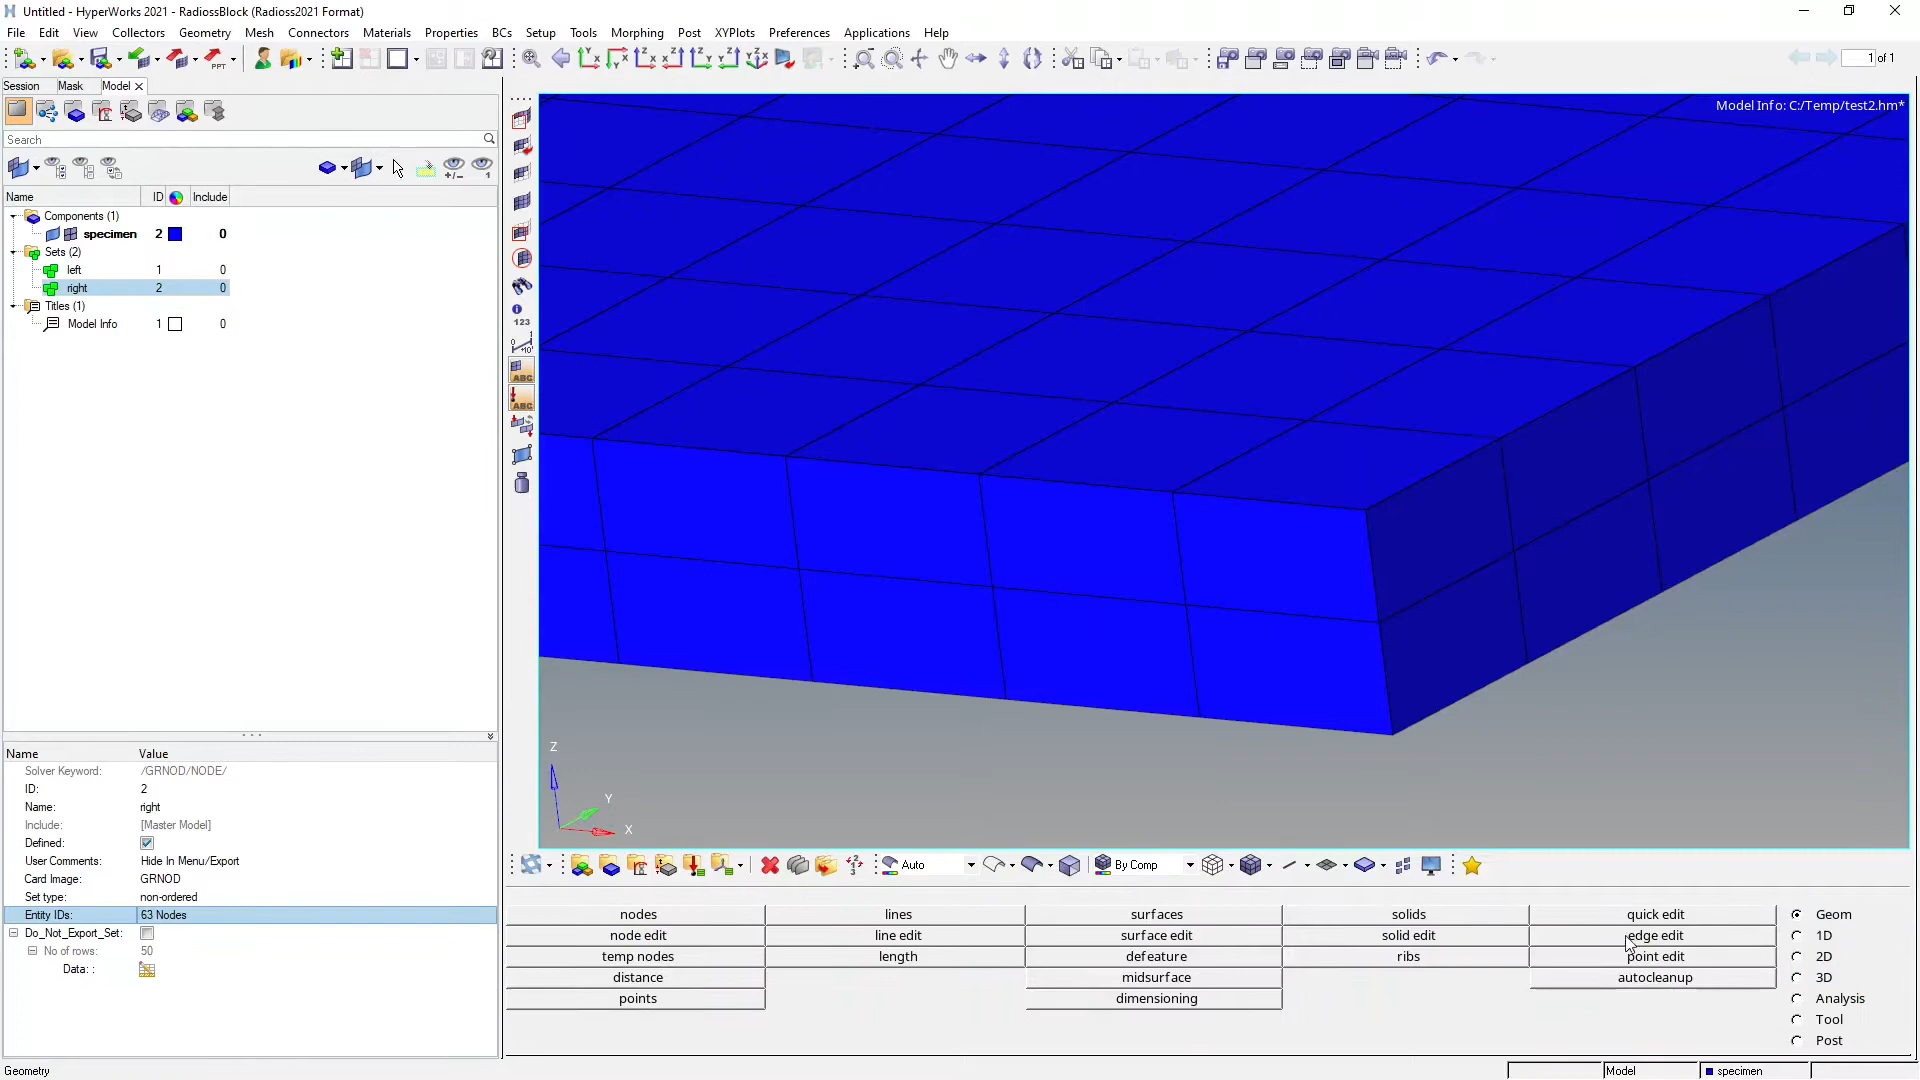 Untitled - HyperWorks 2021 - RadiossBlock (Radioss2021 Format)
File Edit View Collectors Geometry Mesh Connectors Materials Properties BCs Setup Tools Morphing Post XYPlots Preferences Applications Help
1 of 1
Session Mask Model
Model Info: C:/Temp/test2.hm*
Search
Name ID Include
Components (1)
specimen 2 0
Sets (2)
left 1 0
right 2 0
Titles (1)
Model Info 1 0
123
ABC
ABC
Name Value
Solver Keyword: /GRNOD/NODE/
ID: 2
Name: right
Include: [Master Model]
Defined:
User Comments: Hide In Menu/Export
Card Image: GRNOD
Set type: non-ordered
Entity IDs: 63 Nodes
Do_Not_Export_Set:
No of rows: 50
Data: :
Z
Y
X
Auto By Comp
nodes lines surfaces solids quick edit Geom
node edit line edit surface edit solid edit edge edit 1D
temp nodes length defeature ribs point edit 2D
distance midsurface autocleanup 3D
points dimensioning Analysis
Tool
Post
Geometry Model specimen